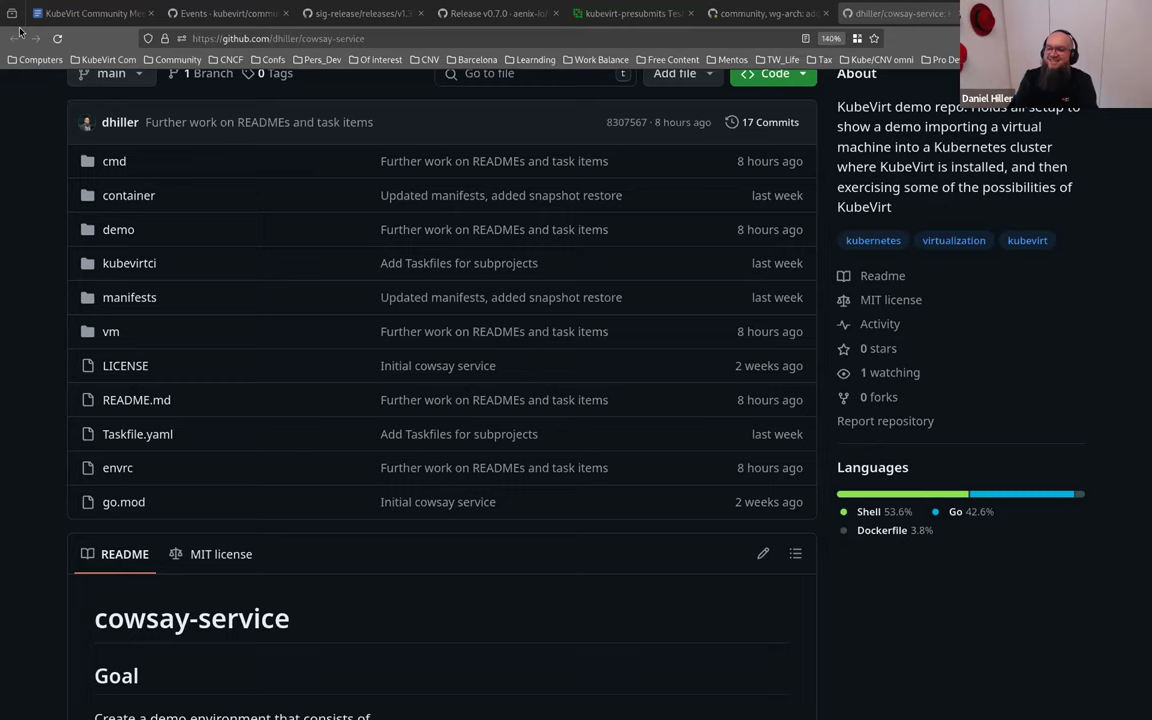 KubeVirt Community Me
Events · kubevirt/commu
sig-release/releases/v1.3
Release v0.7.0 · aenix-io/
kubevirt-presubmits Tes
community, wg-arch: ad
dhiller/cowsay-service:
https://github.com/dhiller/cowsay-service
140%
Computers
KubeVirt Com
Community
CNCF
Confs
Pers_Dev
Of interest
CNV
Barcelona
Learnding
Work Balance
Free Content
Mentos
TW_Life
Tax
Kube/CNV omni
Pro De
Daniel Hiller
main
1 Branch
0 Tags
Go to file
t
Add file
Code
dhiller Further work on READMEs and task items 8307567 · 8 hours ago 17 Commits
cmd Further work on READMEs and task items 8 hours ago
container Updated manifests, added snapshot restore last week
demo Further work on READMEs and task items 8 hours ago
kubevirtci Add Taskfiles for subprojects last week
manifests Updated manifests, added snapshot restore last week
vm Further work on READMEs and task items 8 hours ago
LICENSE Initial cowsay service 2 weeks ago
README.md Further work on READMEs and task items 8 hours ago
Taskfile.yaml Add Taskfiles for subprojects last week
envrc Further work on READMEs and task items 8 hours ago
go.mod Initial cowsay service 2 weeks ago
README MIT license
cowsay-service
Goal
Create a demo environment that consists of
About
KubeVirt demo repo. Holds all setup to
show a demo importing a virtual
machine into a Kubernetes cluster
where KubeVirt is installed, and then
exercising some of the possibilities of
KubeVirt
kubernetes virtualization kubevirt
Readme
MIT license
Activity
0 stars
1 watching
0 forks
Report repository
Languages
Shell 53.6% Go 42.6%
Dockerfile 3.8%